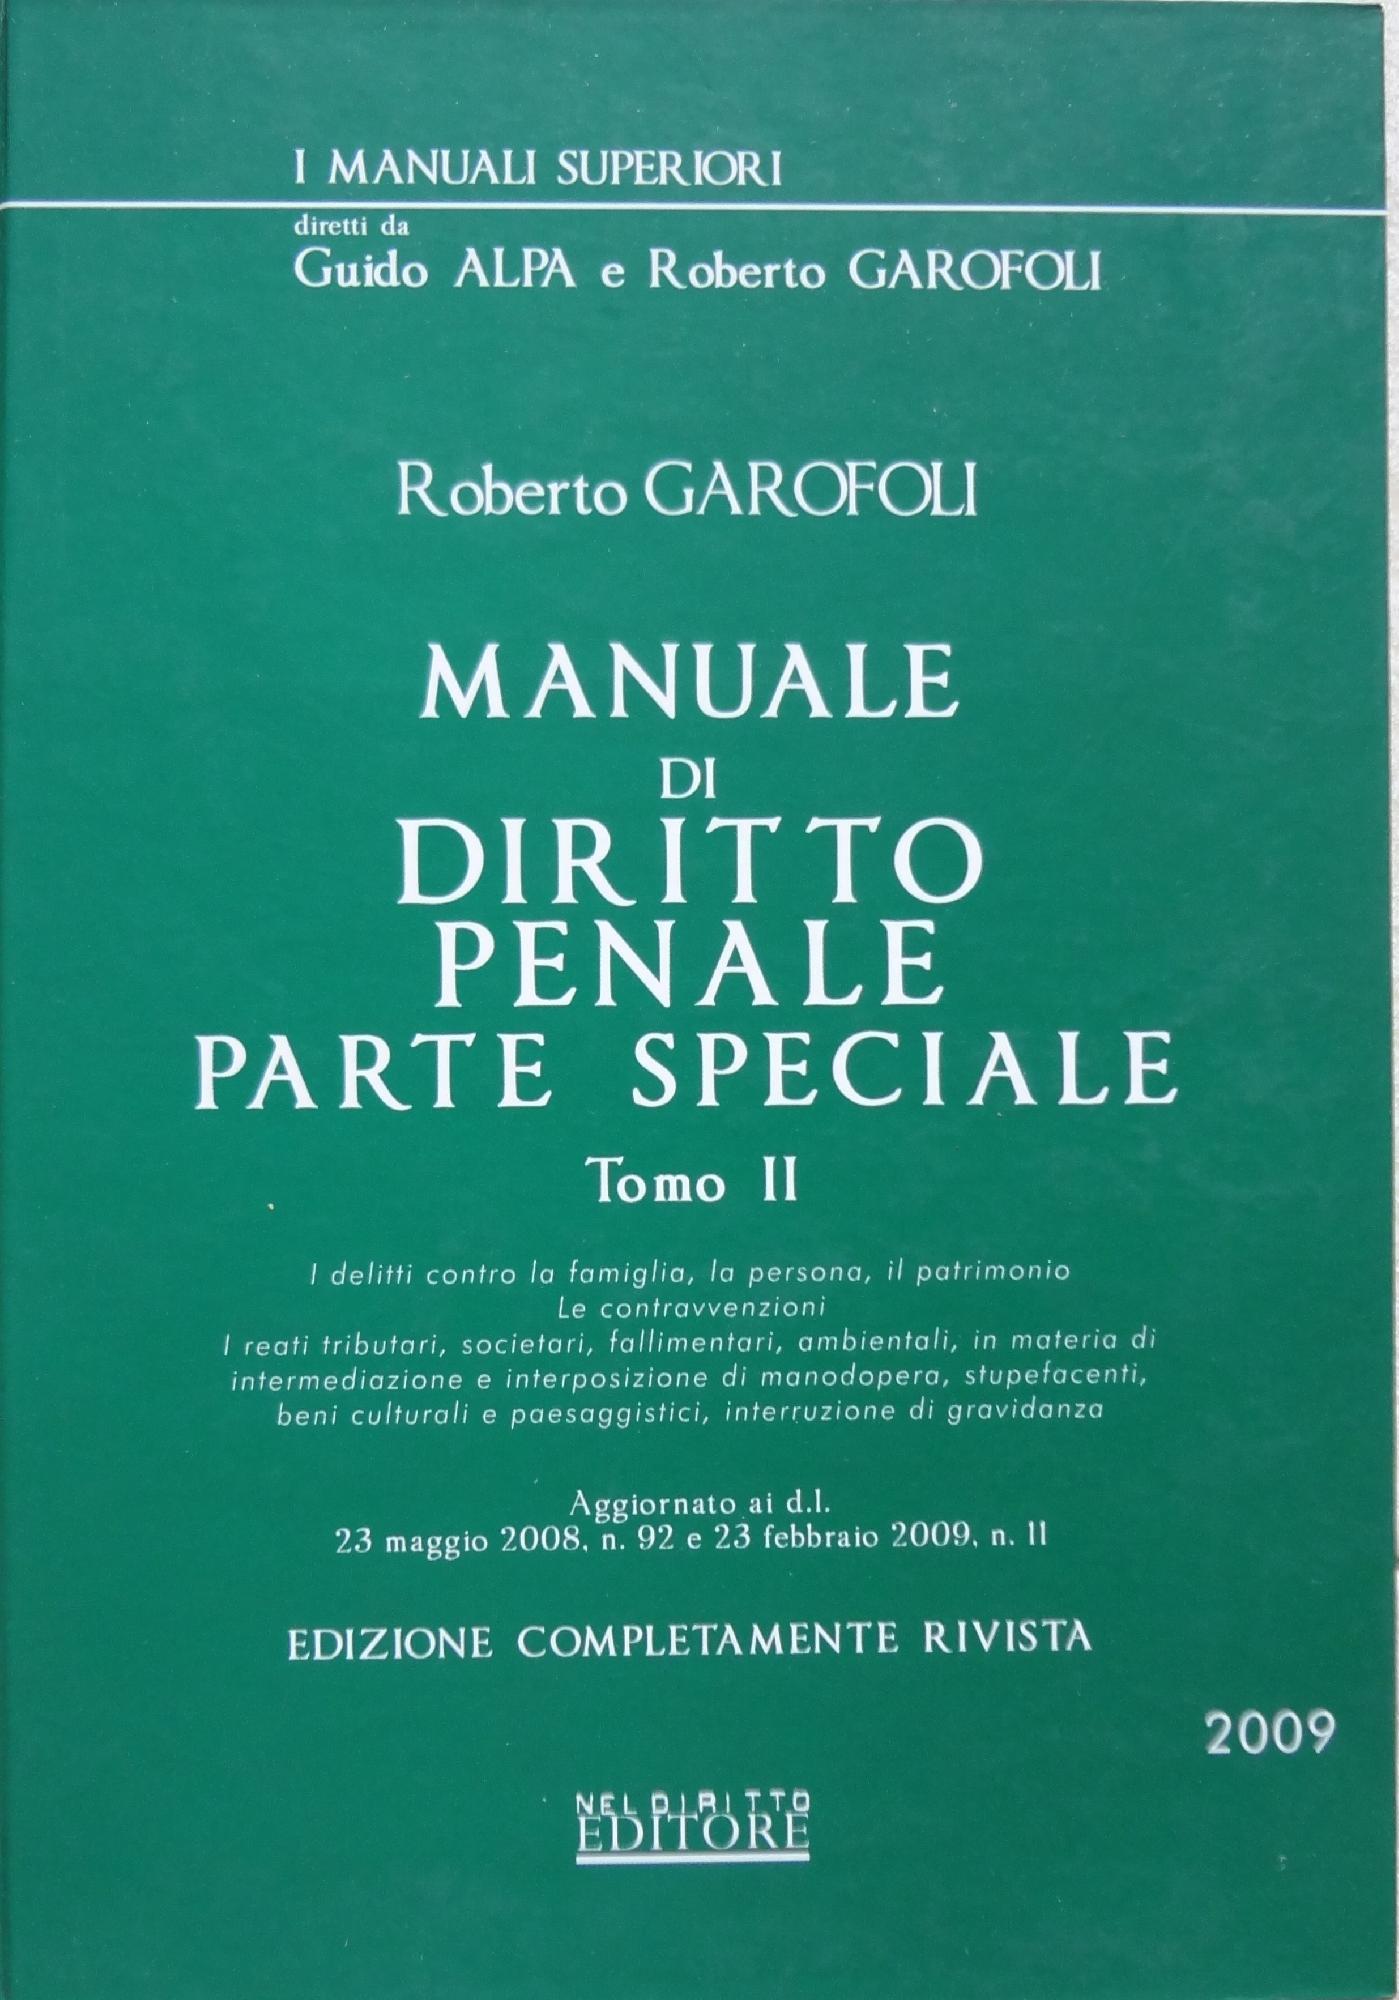 I MANUALI SUPERIORI
diretti da
Guido ALPA e Roberto GAROFOLI
Roberto GAROFOLI
MANUALE
DI
DIRITTO
PENALE
PARTE SPECIALE
Tomo II
I delitti contro la famiglia, la persona, il patrimonio
Le contravvenzioni
I reati tributari, societari, fallimentari, ambientali, in materia di
intermediazione e interposizione di manodopera, stupefacenti,
beni culturali e paesaggistici, interruzione di gravidanza
Aggiornato ai d.l.
23 maggio 2008, n. 92 e 23 febbraio 2009, n. 11
EDIZIONE COMPLETAMENTE RIVISTA
2009
NELDIRITTO
EDITORE